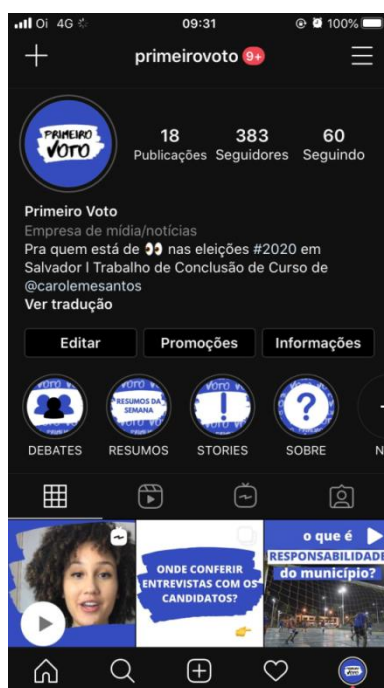 Oi 4G 09:31 100%
primeirovoto 9+
PRIMEIRO
VOTO
18 383 60
Publicações Seguidores Seguindo
Primeiro Voto
Empresa de mídia/notícias
Pra quem está de 👀 nas eleições #2020 em
Salvador I Trabalho de Conclusão de Curso de
@carolemesantos
Ver tradução
Editar Promoções Informações
VOTO
RESUMOS DA
SEMANA
VOTO
DEBATES RESUMOS STORIES SOBRE N
ONDE CONFERIR
ENTREVISTAS COM OS
CANDIDATOS?
o que é
RESPONSABILIDADE
do município?